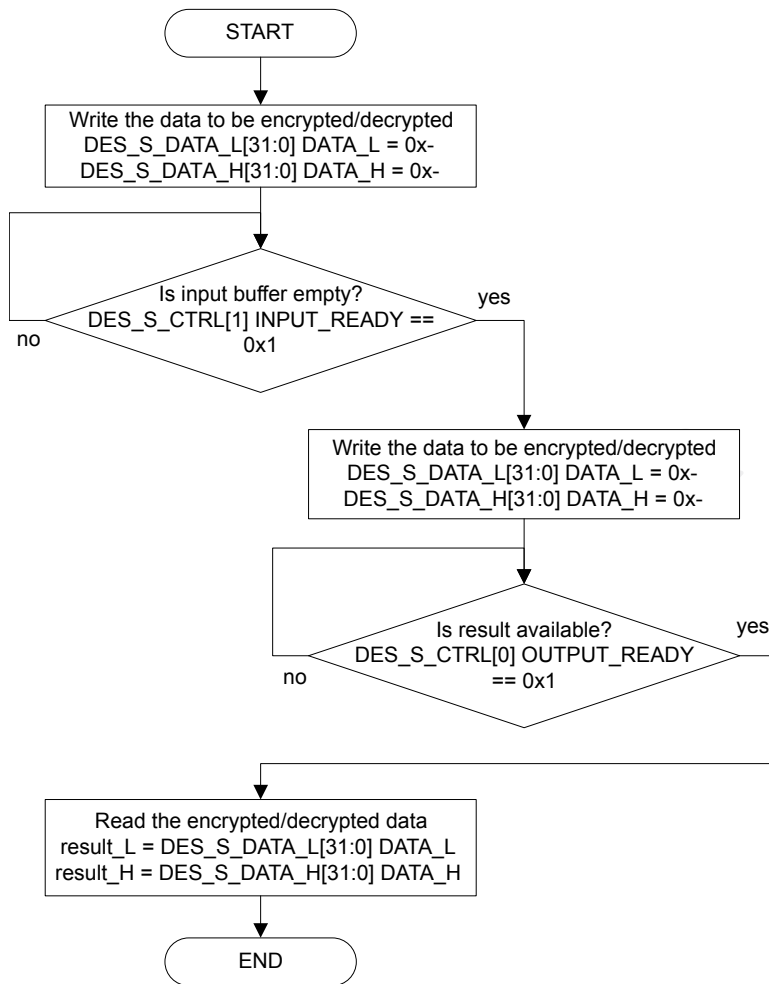 START
Write the data to be encrypted/decrypted
DES_S_DATA_L[31:0] DATA_L = 0x-
DES_S_DATA_H[31:0] DATA_H = 0x-
Is input buffer empty?
DES_S_CTRL[1] INPUT_READY ==
0x1
yes
no
Write the data to be encrypted/decrypted
DES_S_DATA_L[31:0] DATA_L = 0x-
DES_S_DATA_H[31:0] DATA_H = 0x-
Is result available?
DES_S_CTRL[0] OUTPUT_READY
== 0x1
yes
no
Read the encrypted/decrypted data
result_L = DES_S_DATA_L[31:0] DATA_L
result_H = DES_S_DATA_H[31:0] DATA_H
END